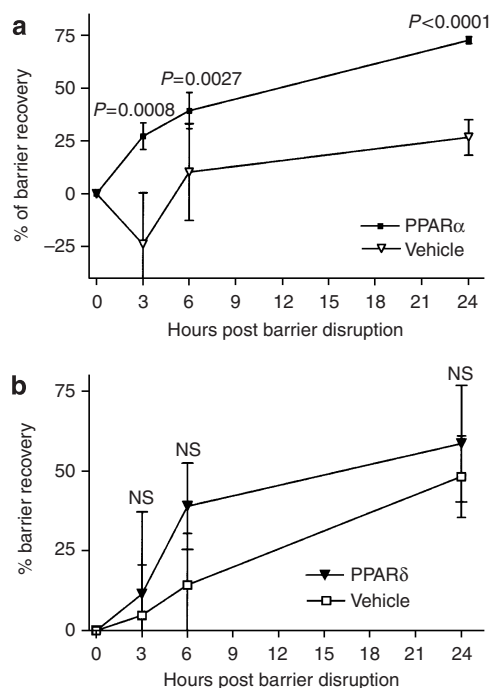 a
% of barrier recovery
75
50
25
0
−25
P=0.0008
P=0.0027
P<0.0001
PPARα
Vehicle
0 3 6 9 12 15 18 21 24
Hours post barrier disruption
b
% barrier recovery
75
50
25
0
NS
NS
NS
PPARδ
Vehicle
0 3 6 9 12 15 18 21 24
Hours post barrier disruption